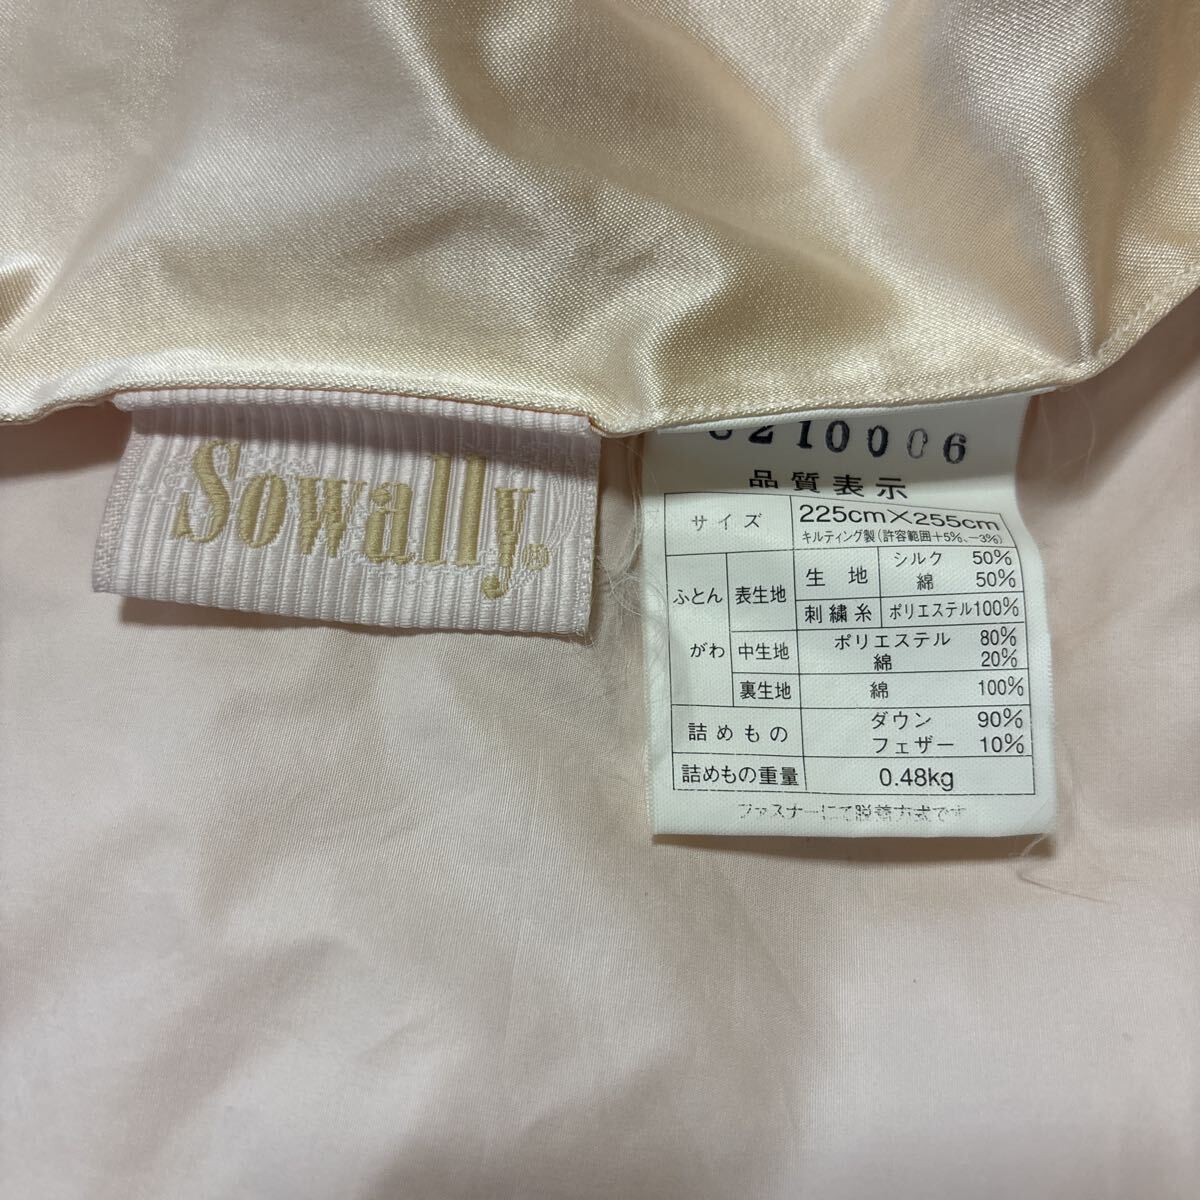 Sowally®
210006
品質表示
サイズ 225cm×255cm
キルティング製(許容範囲+5%、−3%)
ふとんがわ 表生地 生地 シルク 50%
綿 50%
刺繍糸 ポリエステル100%
中生地 ポリエステル 80%
綿 20%
裏生地 綿 100%
詰めもの ダウン 90%
フェザー 10%
詰めもの重量 0.48kg
ファスナーにて脱着方式です